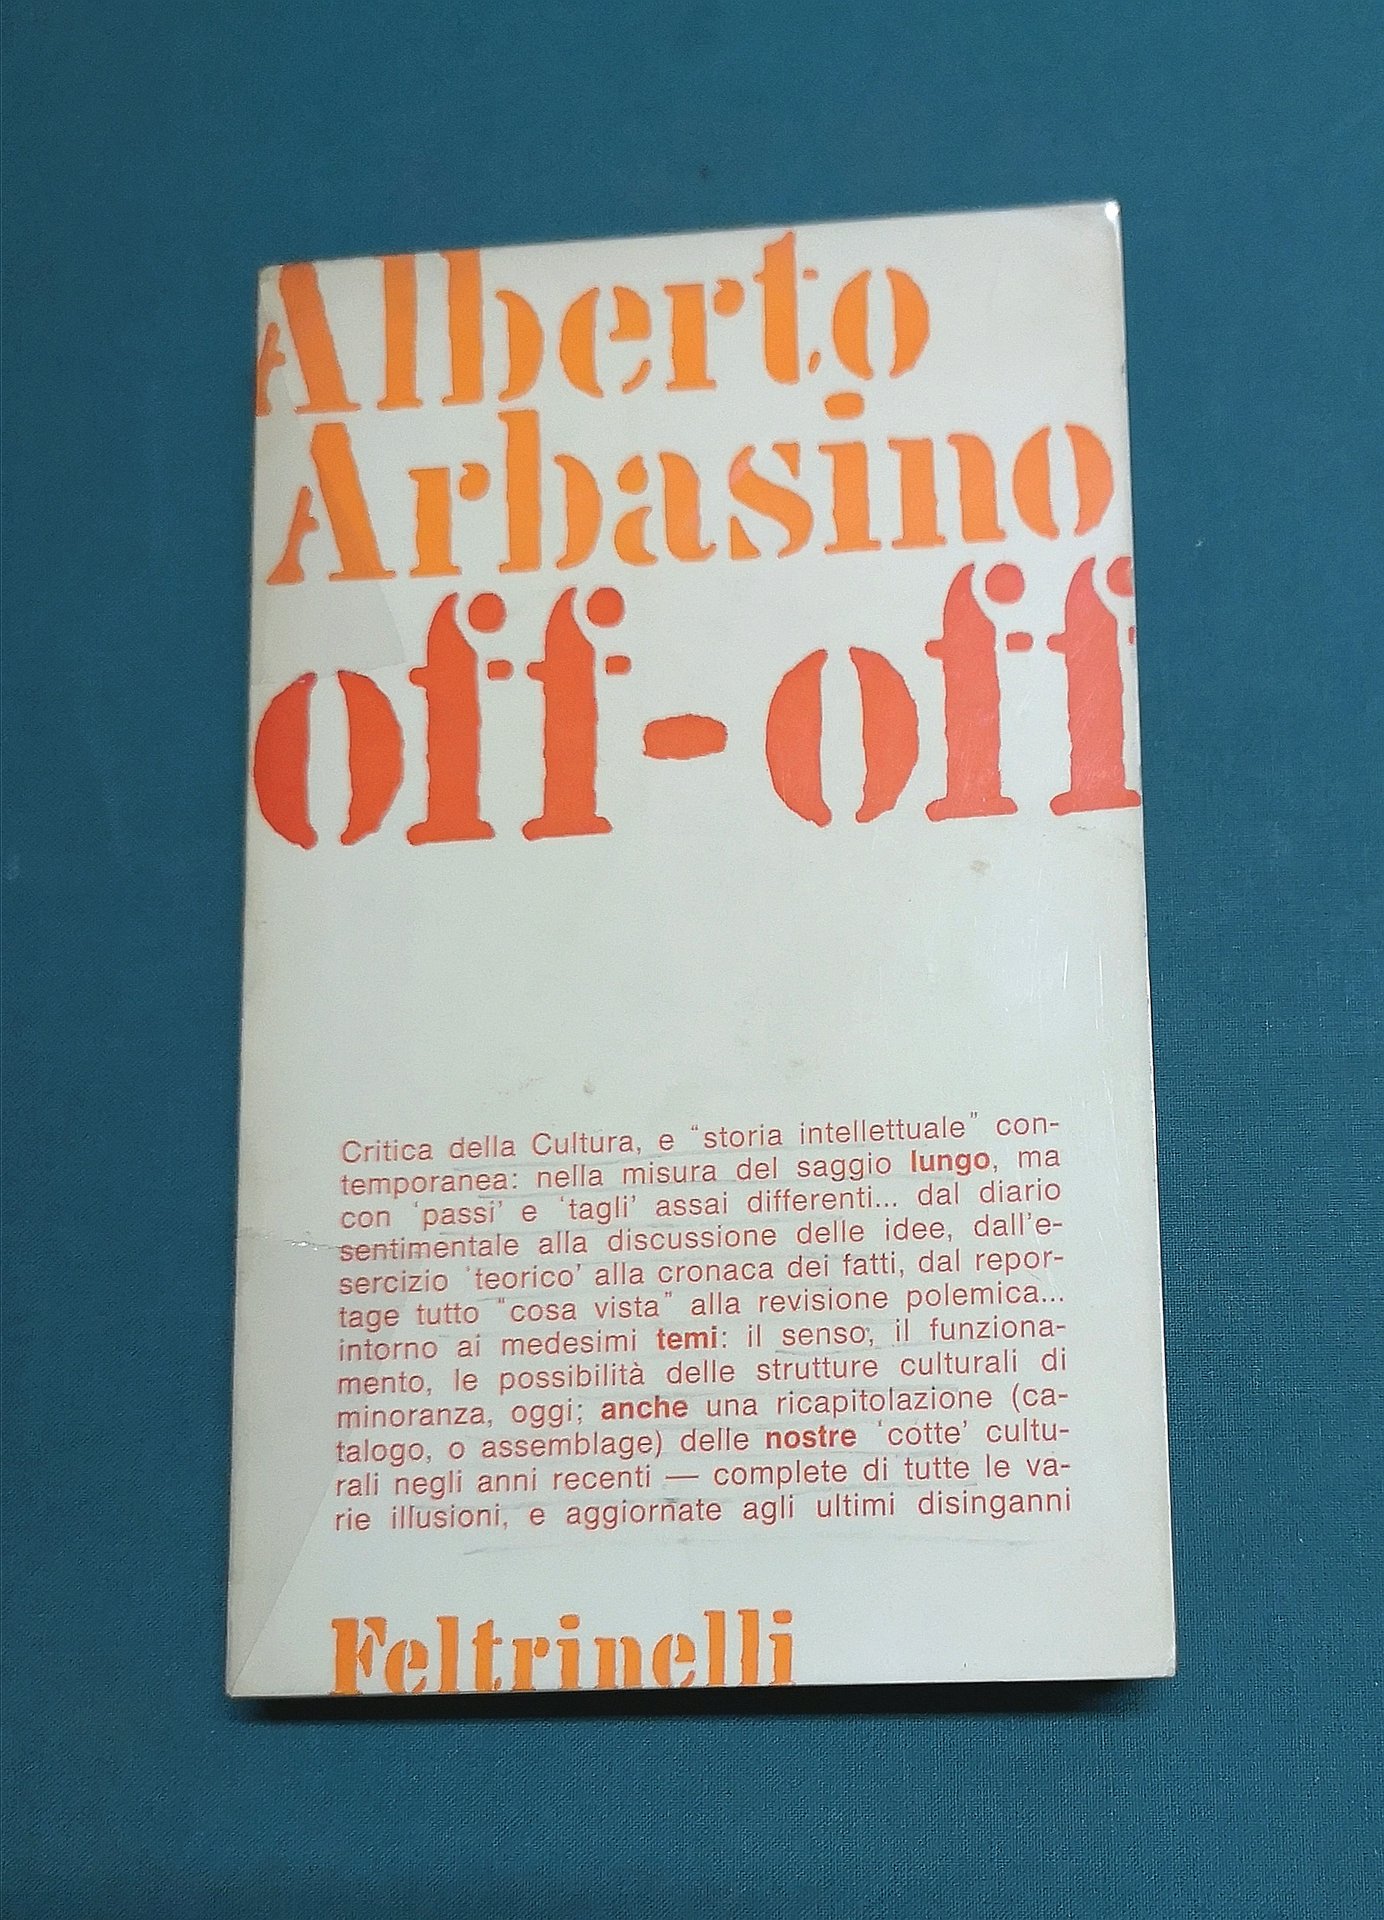 Alberto
Arbasino
off-off
Critica della Cultura, e “storia intellettuale” con-
temporanea: nella misura del saggio lungo, ma
con ‘passi’ e ‘tagli’ assai differenti... dal diario
sentimentale alla discussione delle idee, dall'e-
sercizio ‘teorico’ alla cronaca dei fatti, dal repor-
tage tutto “cosa vista” alla revisione polemica...
intorno ai medesimi temi: il senso, il funziona-
mento, le possibilità delle strutture culturali di
minoranza, oggi; anche una ricapitolazione (ca-
talogo, o assemblage) delle nostre ‘cotte’ cultu-
rali negli anni recenti — complete di tutte le va-
rie illusioni, e aggiornate agli ultimi disinganni
Feltrinelli